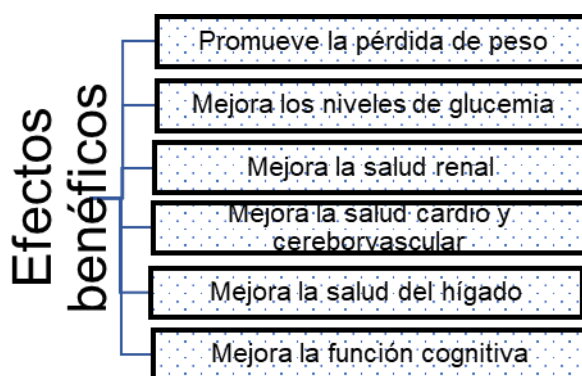 Efectos
benéficos
Promueve la pérdida de peso
Mejora los niveles de glucemia
Mejora la salud renal
Mejora la salud cardio y
cereborvascular
Mejora la salud del hígado
Mejora la función cognitiva